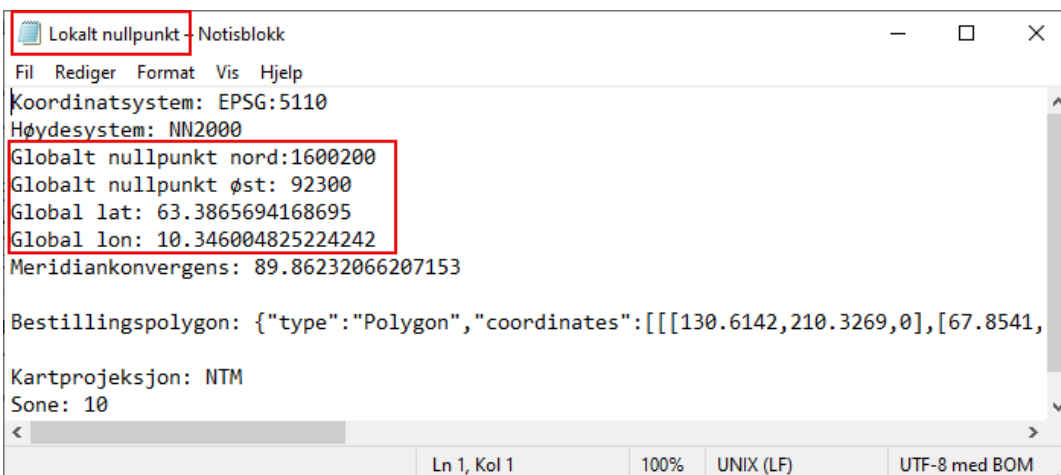 Lokalt nullpunkt – Notisblokk
Fil Rediger Format Vis Hjelp
Koordinatsystem: EPSG:5110
Høydesystem: NN2000
Globalt nullpunkt nord:1600200
Globalt nullpunkt øst: 92300
Global lat: 63.3865694168695
Global lon: 10.346004825224242
Meridiankonvergens: 89.86232066207153
Bestillingspolygon: {"type":"Polygon","coordinates":[[[130.6142,210.3269,0],[67.8541,
Kartprojeksjon: NTM
Sone: 10
Ln 1, Kol 1 100% UNIX (LF) UTF-8 med BOM